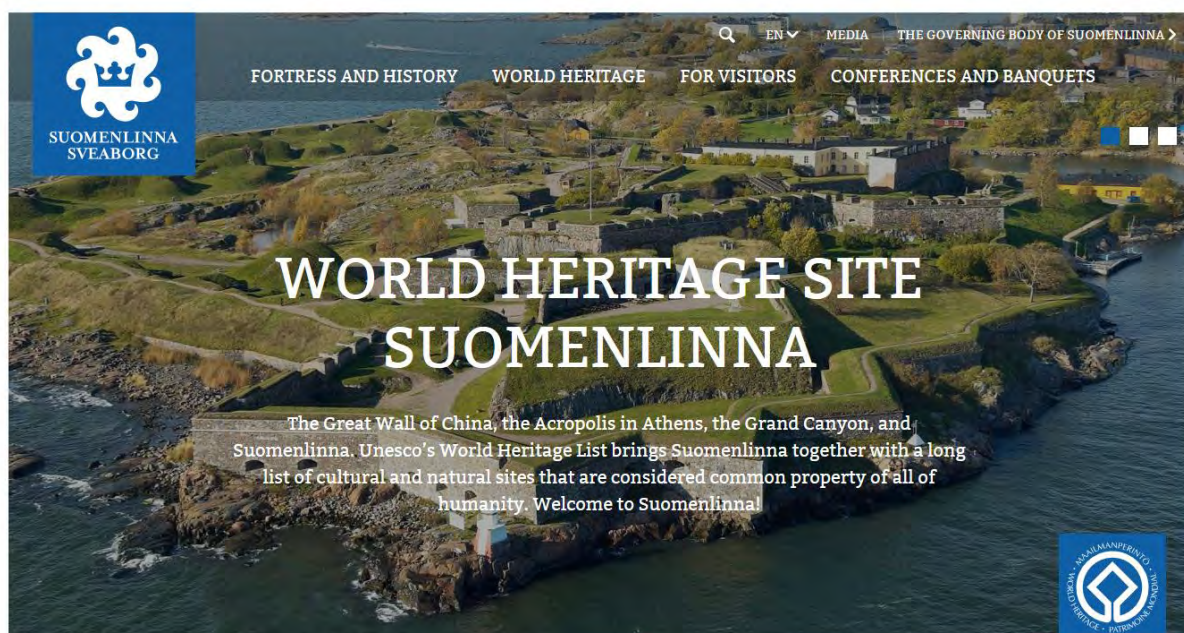 EN
MEDIA
THE GOVERNING BODY OF SUOMENLINNA
FORTRESS AND HISTORY
WORLD HERITAGE
FOR VISITORS
CONFERENCES AND BANQUETS
SUOMENLINNA
SVEABORG
WORLD HERITAGE SITE
SUOMENLINNA
The Great Wall of China, the Acropolis in Athens, the Grand Canyon, and
Suomenlinna. Unesco's World Heritage List brings Suomenlinna together with a long
list of cultural and natural sites that are considered common property of all of
humanity. Welcome to Suomenlinna!
MAAILMANPERINTÖ • WORLD HERITAGE • PATRIMOINE MONDIAL